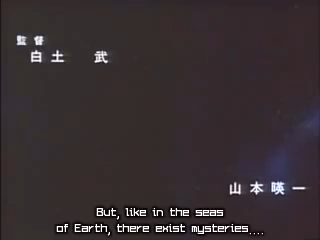 監督
白土 武
山本暎一
But, like in the seas
of Earth, there exist mysteries....